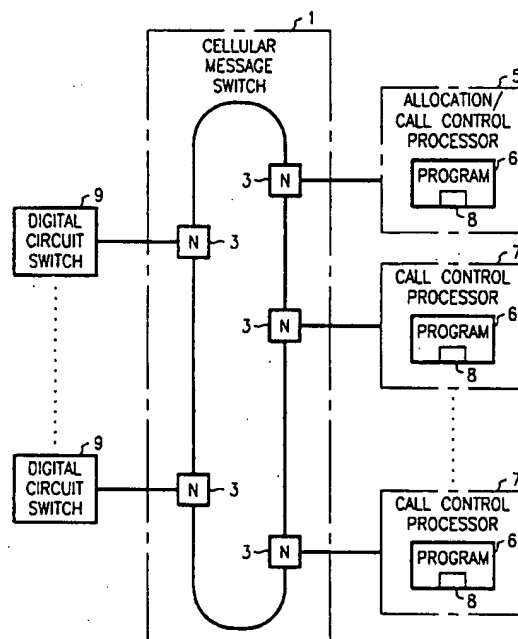 1
CELLULAR
MESSAGE
SWITCH
5
ALLOCATION/
CALL CONTROL
PROCESSOR
PROGRAM
6
8
3
N
9
DIGITAL
CIRCUIT
SWITCH
N
3
7
CALL CONTROL
PROCESSOR
PROGRAM
6
8
3
N
9
DIGITAL
CIRCUIT
SWITCH
N
3
7
CALL CONTROL
PROCESSOR
PROGRAM
6
8
3
N